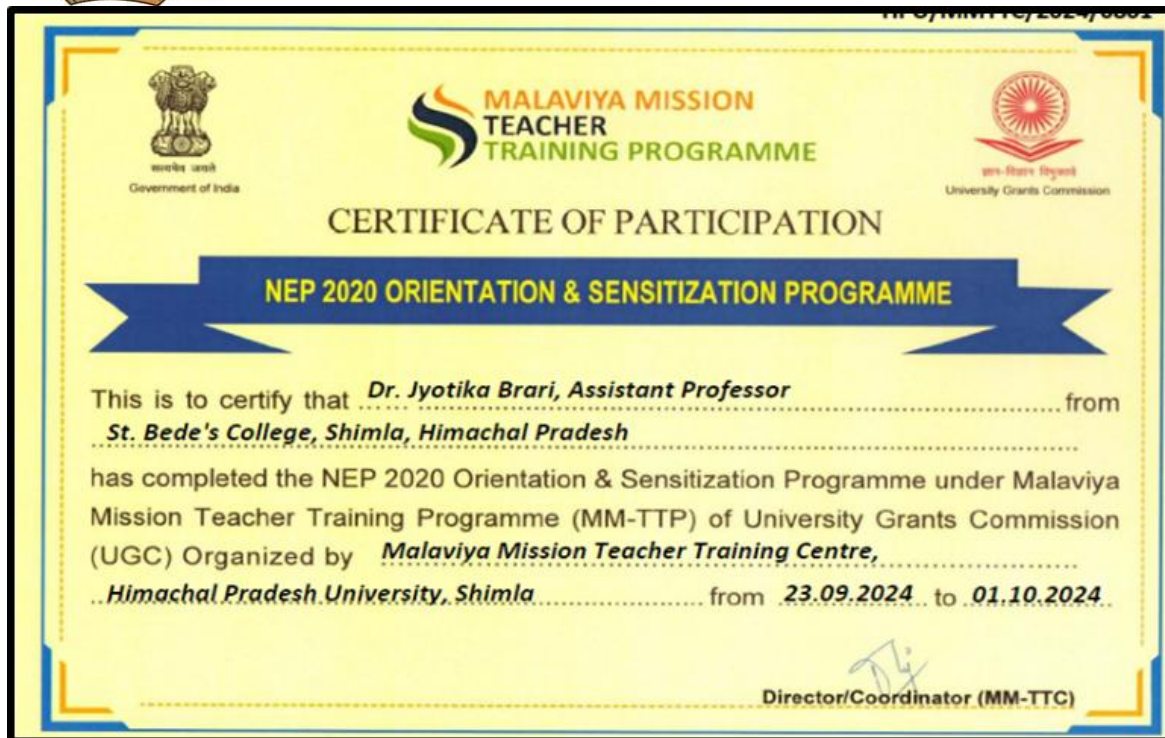 सत्यमेव जयते
Government of India
MALAVIYA MISSION
TEACHER
TRAINING PROGRAMME
ज्ञान-विज्ञान विमुक्तये
University Grants Commission
CERTIFICATE OF PARTICIPATION
NEP 2020 ORIENTATION & SENSITIZATION PROGRAMME
This is to certify that Dr. Jyotika Brari, Assistant Professor from
St. Bede's College, Shimla, Himachal Pradesh
has completed the NEP 2020 Orientation & Sensitization Programme under Malaviya
Mission Teacher Training Programme (MM-TTP) of University Grants Commission
(UGC) Organized by Malaviya Mission Teacher Training Centre,
Himachal Pradesh University, Shimla from 23.09.2024 to 01.10.2024
Director/Coordinator (MM-TTC)